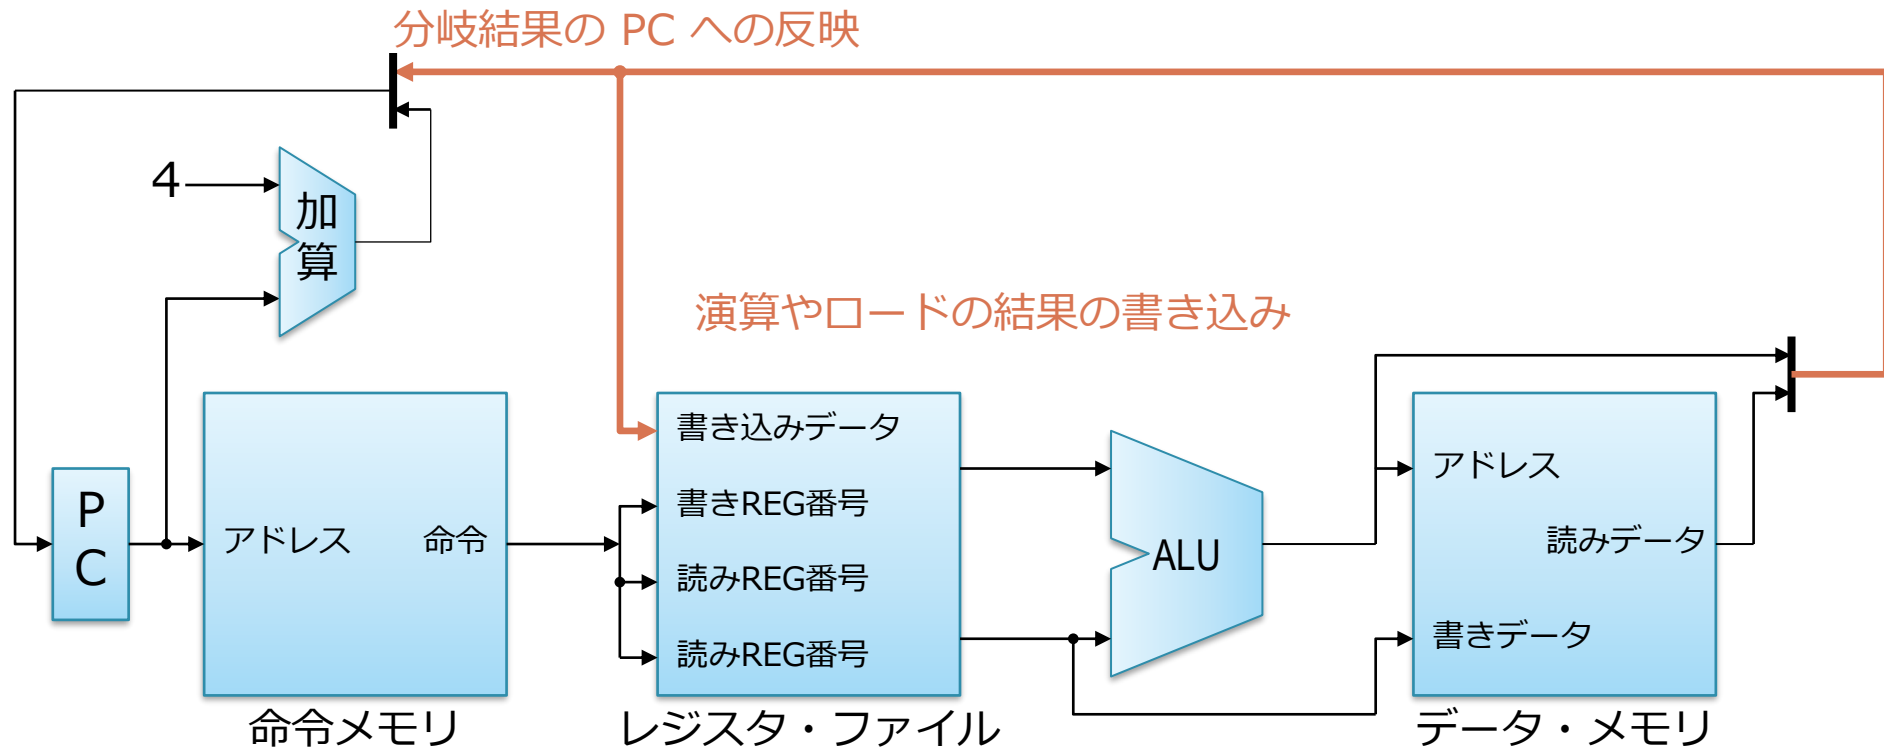 分岐結果の PC への反映
4
加
算
演算やロードの結果の書き込み
P
C
アドレス
命令
書き込みデータ
書きREG番号
読みREG番号
読みREG番号
ALU
アドレス
読みデータ
書きデータ
命令メモリ
レジスタ・ファイル
データ・メモリ